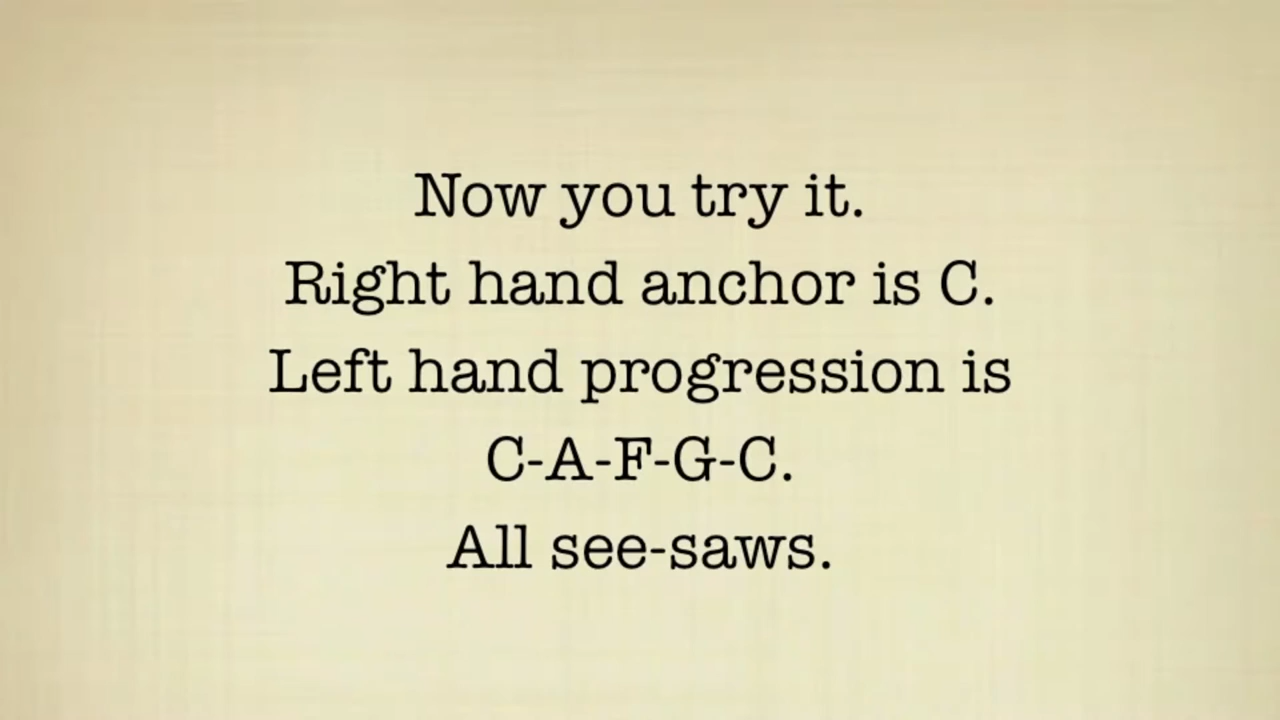 Now you try it.
Right hand anchor is C.
Left hand progression is
C-A-F-G-C.
All see-saws.